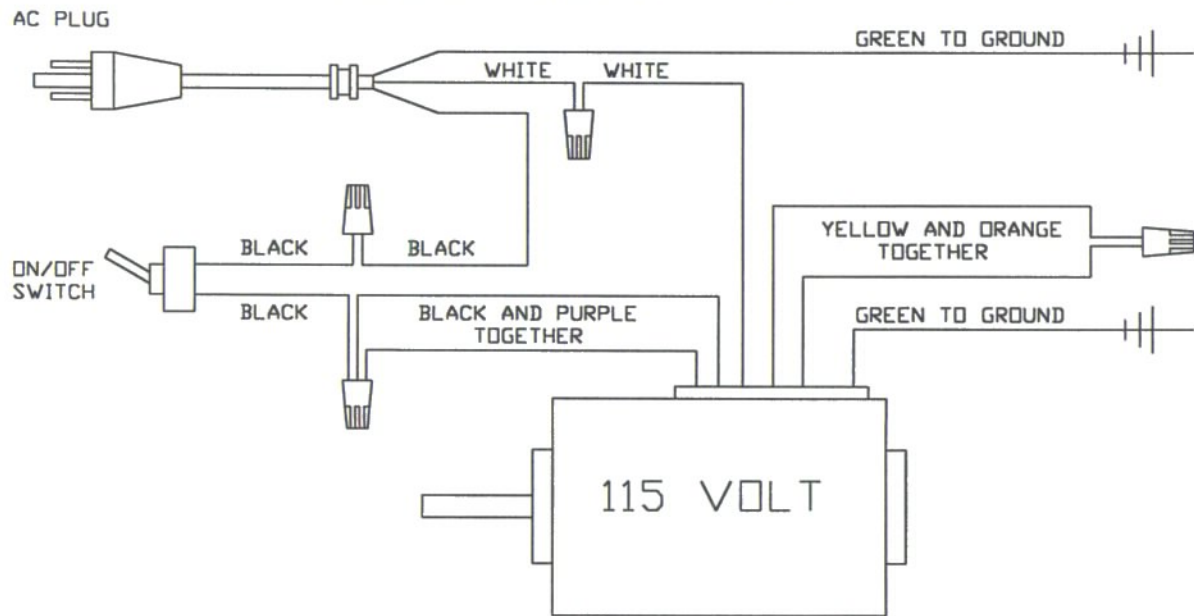 AC PLUG
GREEN TO GROUND
WHITE
WHITE
BLACK
BLACK
YELLOW AND ORANGE
TOGETHER
ON/OFF
SWITCH
BLACK
BLACK AND PURPLE
TOGETHER
GREEN TO GROUND
115 VOLT